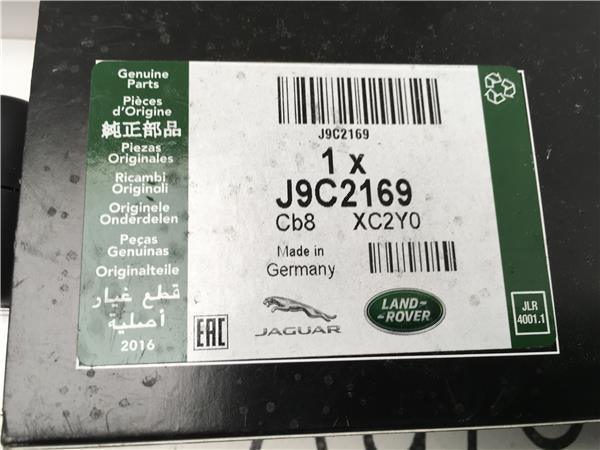 Genuine
Parts
Pièces
d'Origine
純正部品
Piezas
Originales
Ricambi
Originali
Originele
Onderdelen
Peças
Genuinas
Originalteile
قطع غيار
أصلية
2016
J9C2169
1 x
J9C2169
Cb8 XC2Y0
Made in
Germany
EAC
JAGUAR
LAND-
-ROVER
JLR
4001.1